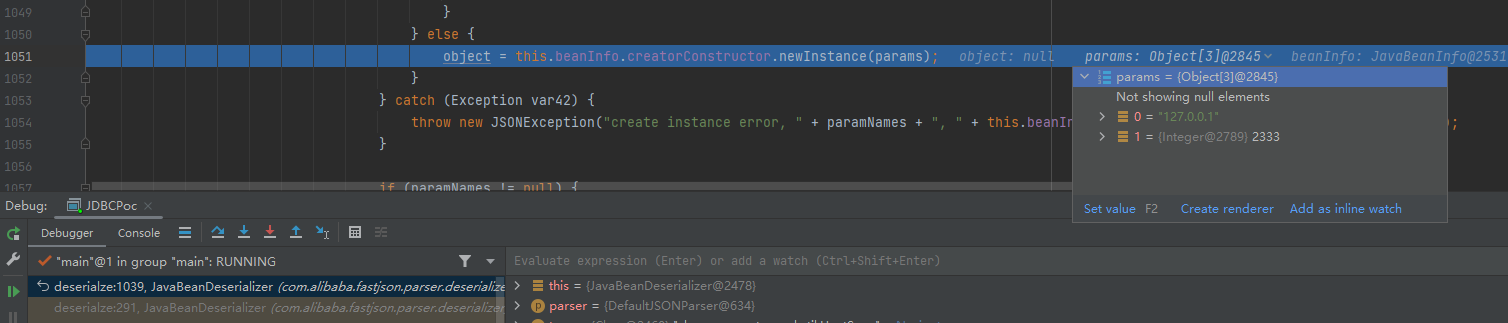 1049 }
1050 } else {
1051 object = this.beanInfo.creatorConstructor.newInstance(params); object: null params: Object[3]@2845 beanInfo: JavaBeanInfo@2531
params = {Object[3]@2845}
1052 }
Not showing null elements
1053 } catch (Exception var42) {
0 = "127.0.0.1"
1054 throw new JSONException("create instance error, " + paramNames + ", " + this.beanIn
1 = {Integer@2789} 2333
1055 }
1056
1057 if (paramNames != null) {
Set value F2 Create renderer Add as inline watch
Debug: JDBCPoc
Debugger Console
"main"@1 in group "main": RUNNING
Evaluate expression (Enter) or add a watch (Ctrl+Shift+Enter)
deserialze:1039, JavaBeanDeserializer (com.alibaba.fastjson.parser.deserializer
this = {JavaBeanDeserializer@2478}
deserialze:291, JavaBeanDeserializer (com.alibaba.fastjson.parser.deserializer
parser = {DefaultJSONParser@634}